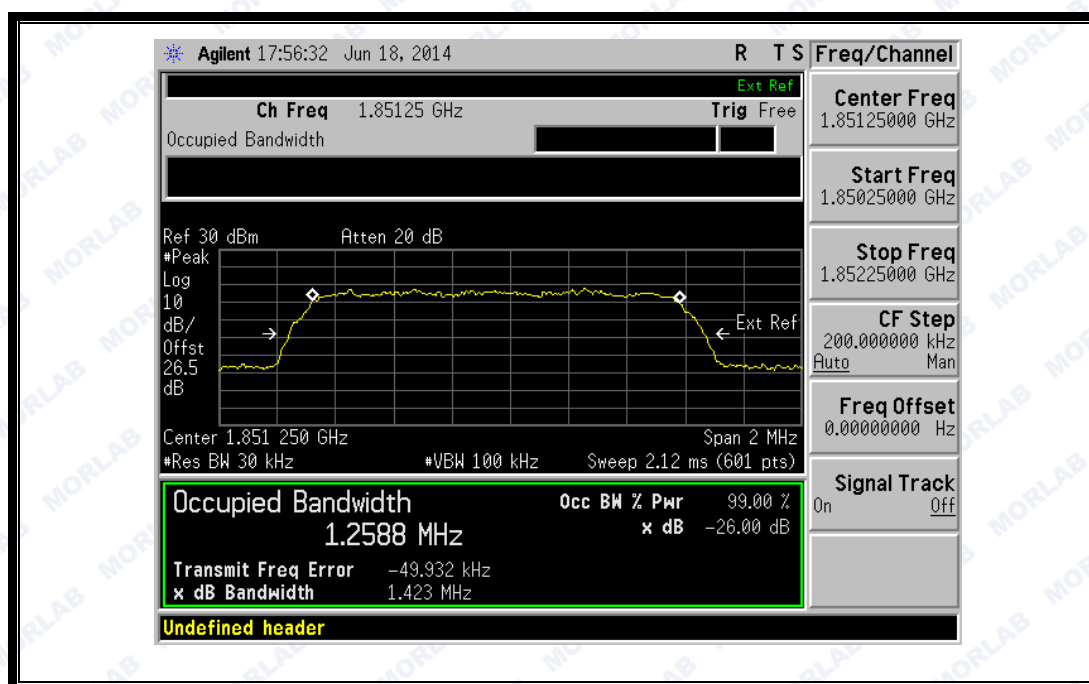 Agilent 17:56:32 Jun 18, 2014 R T S Freq/Channel
Ext Ref
Ch Freq 1.85125 GHz Trig Free
Occupied Bandwidth
Center Freq
1.85125000 GHz
Start Freq
1.85025000 GHz
Stop Freq
1.85225000 GHz
CF Step
200.000000 kHz
Auto Man
Freq Offset
0.00000000 Hz
Signal Track
On Off
Ref 30 dBm Atten 20 dB
#Peak
Log
10
dB/
Offst
26.5
dB
Ext Ref
Center 1.851 250 GHz Span 2 MHz
#Res BW 30 kHz #VBW 100 kHz Sweep 2.12 ms (601 pts)
Occupied Bandwidth Occ BW % Pwr 99.00 %
1.2588 MHz x dB -26.00 dB
Transmit Freq Error -49.932 kHz
x dB Bandwidth 1.423 MHz
Undefined header
MORLAB